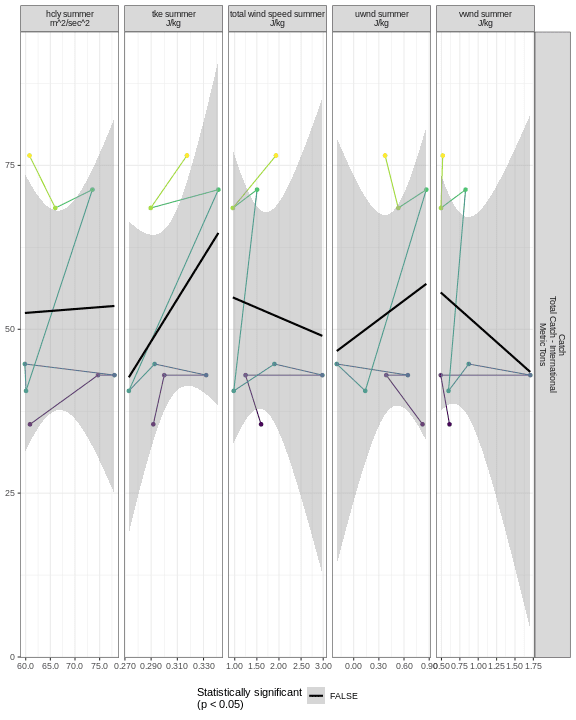 hdly summer
m^2/sec^2
tke summer
J/kg
total wind speed summer
J/kg
uwnd summer
J/kg
vwnd summer
J/kg
Catch
Total Catch - International
Metric Tons
75
50
25
0
60.0 65.0 70.0 75.0
0.270 0.290 0.310 0.330
1.00 1.50 2.00 2.50 3.00
0.00 0.30 0.60 0.90
0.50 0.75 1.00 1.25 1.50 1.75
Statistically significant
(p < 0.05)
FALSE